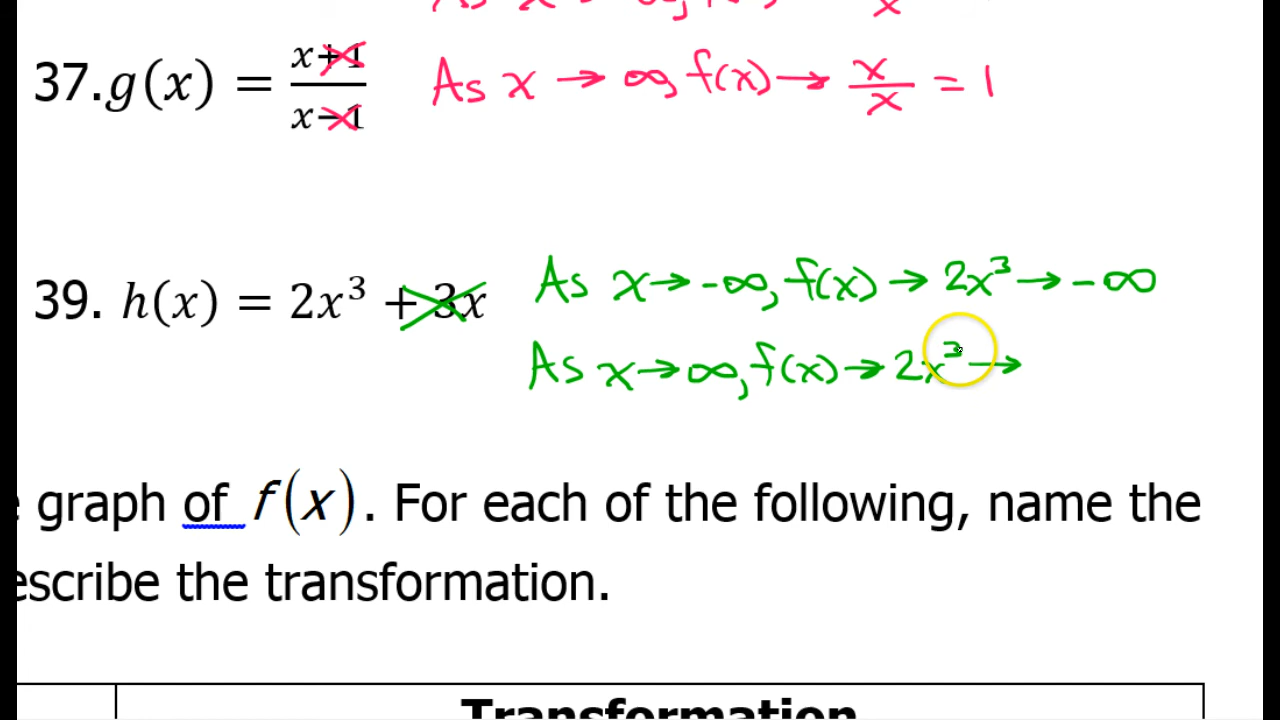 37. g(x) = x+1 / x−1 As x → ∞, f(x) → x/x = 1
39. h(x) = 2x³ + 3x As x → -∞, f(x) → 2x³ → -∞
As x → ∞, f(x) → 2x³ →
graph of f(x). For each of the following, name the
escribe the transformation.
Transformation